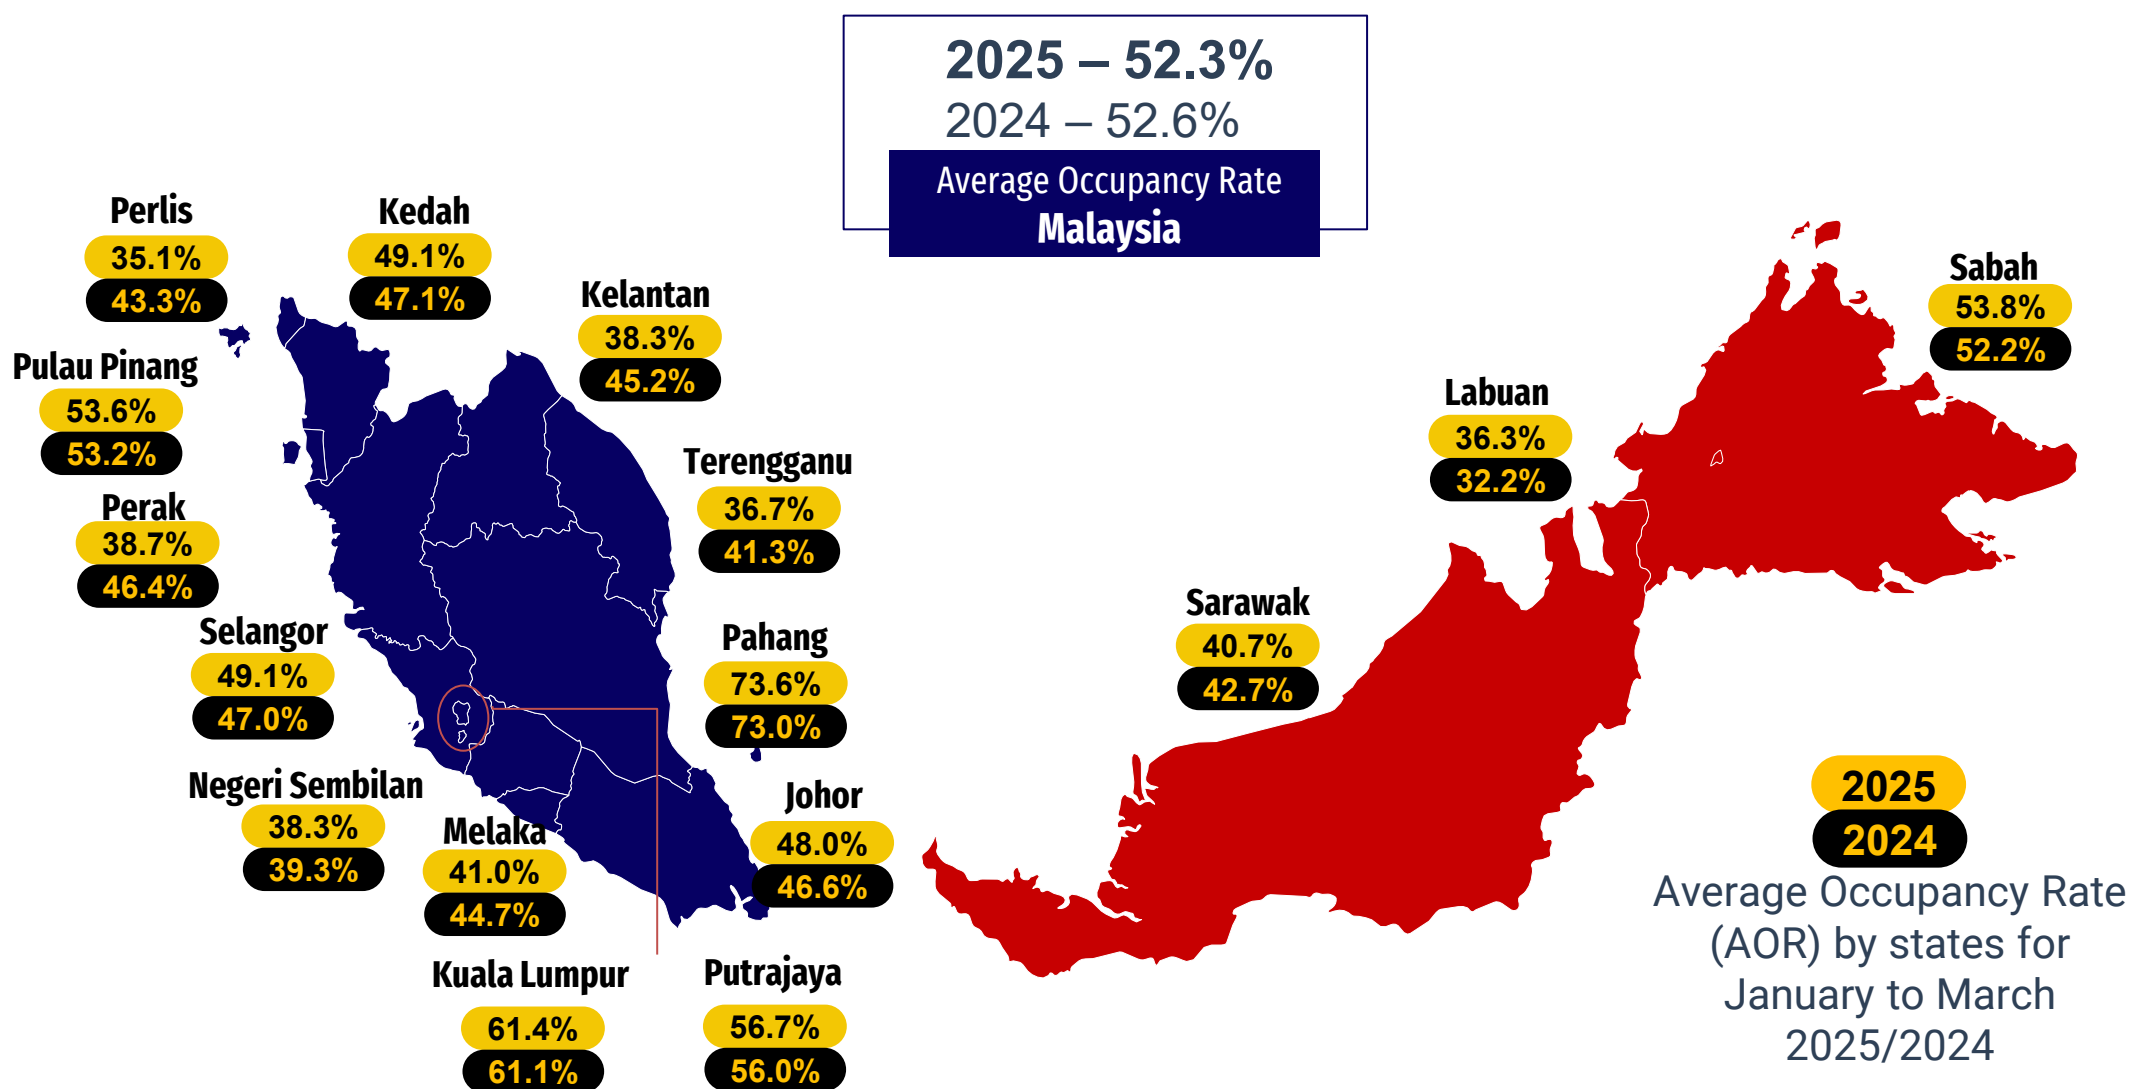 2025 – 52.3%
2024 – 52.6%
Average Occupancy Rate
Malaysia
Perlis
35.1%
43.3%
Kedah
49.1%
47.1%
Kelantan
38.3%
45.2%
Pulau Pinang
53.6%
53.2%
Terengganu
36.7%
41.3%
Perak
38.7%
46.4%
Selangor
49.1%
47.0%
Pahang
73.6%
73.0%
Negeri Sembilan
38.3%
39.3%
Melaka
41.0%
44.7%
Johor
48.0%
46.6%
Kuala Lumpur
61.4%
61.1%
Putrajaya
56.7%
56.0%
Sabah
53.8%
52.2%
Labuan
36.3%
32.2%
Sarawak
40.7%
42.7%
2025
2024
Average Occupancy Rate
(AOR) by states for
January to March
2025/2024